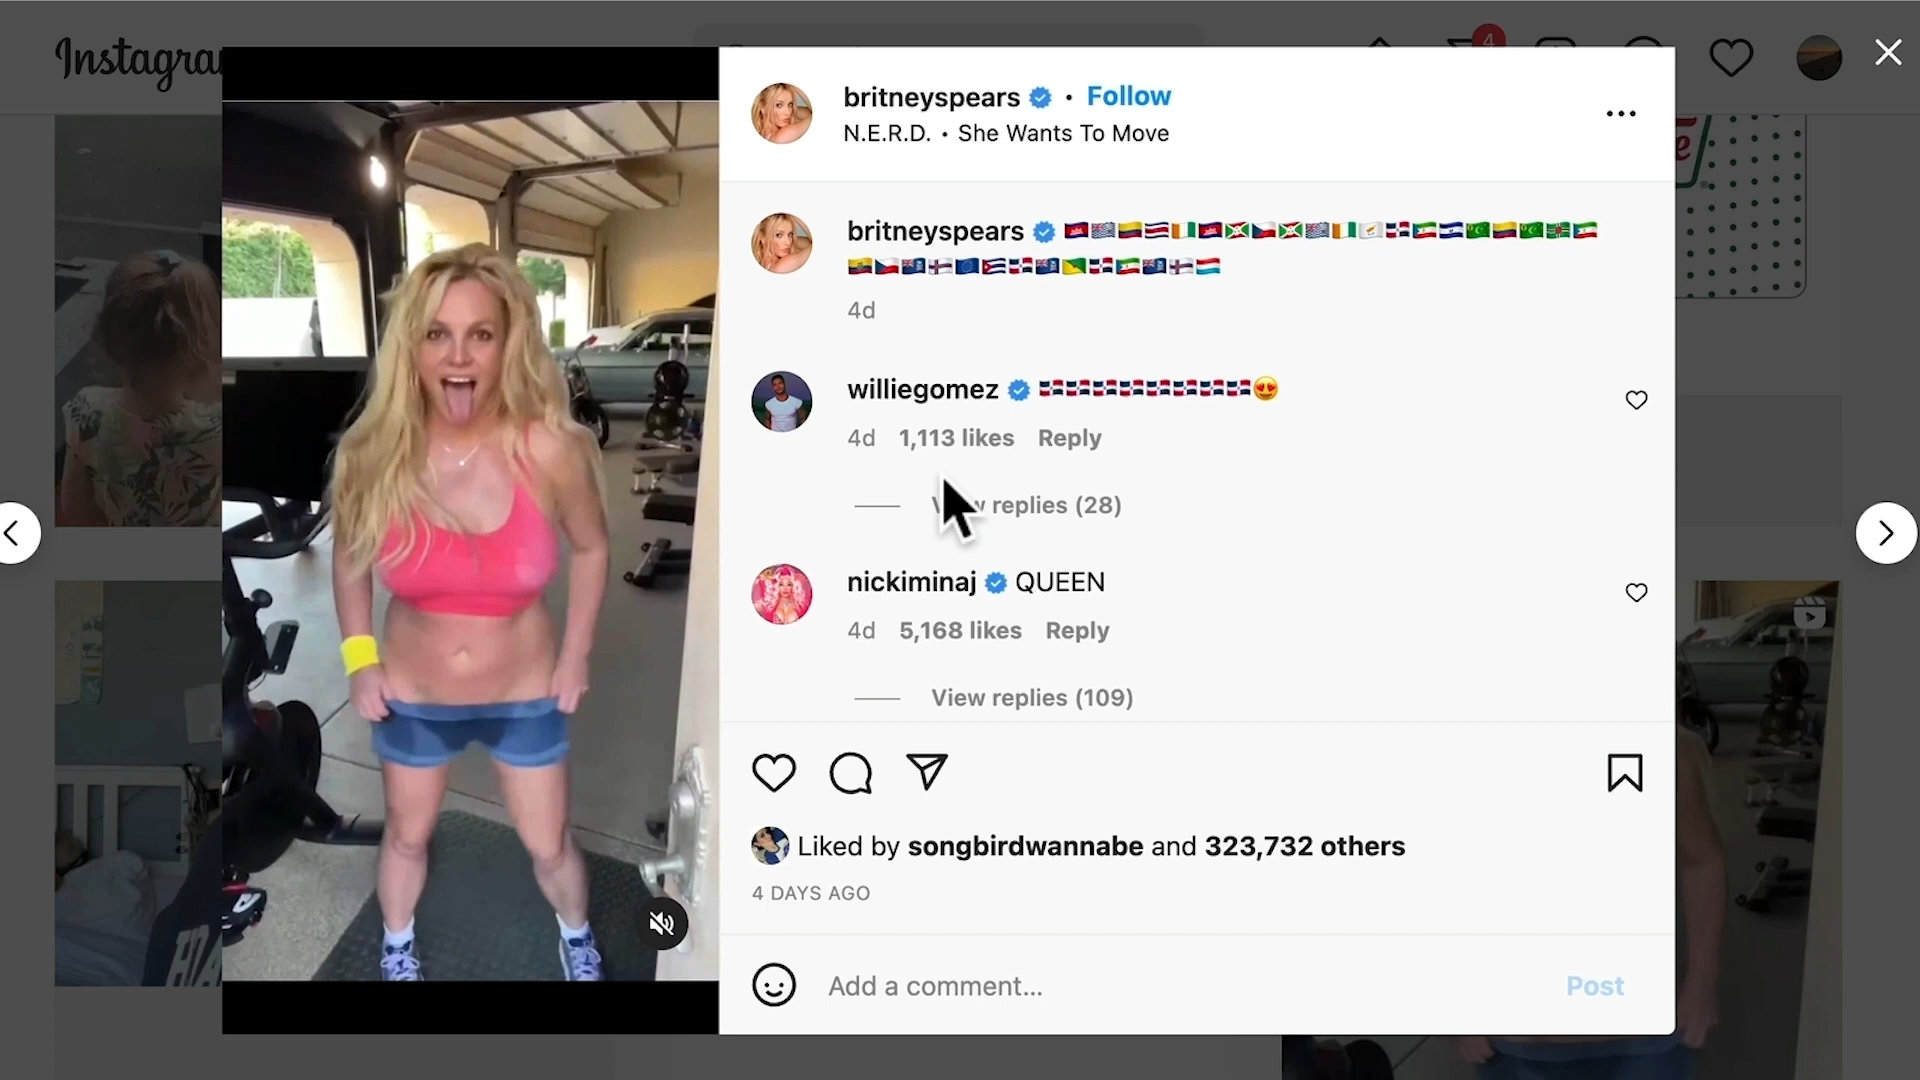 Instagra
4
britneyspears • Follow
N.E.R.D. • She Wants To Move
britneyspears 🇰🇭
4d
williegomez 🇩🇴🇩🇴🇩🇴🇩🇴🇩🇴🇩🇴🇩🇴🇩🇴😍
4d 1,113 likes Reply
replies (28)
nickiminaj QUEEN
4d 5,168 likes Reply
View replies (109)
Liked by songbirdwannabe and 323,732 others
4 DAYS AGO
Add a comment...
Post